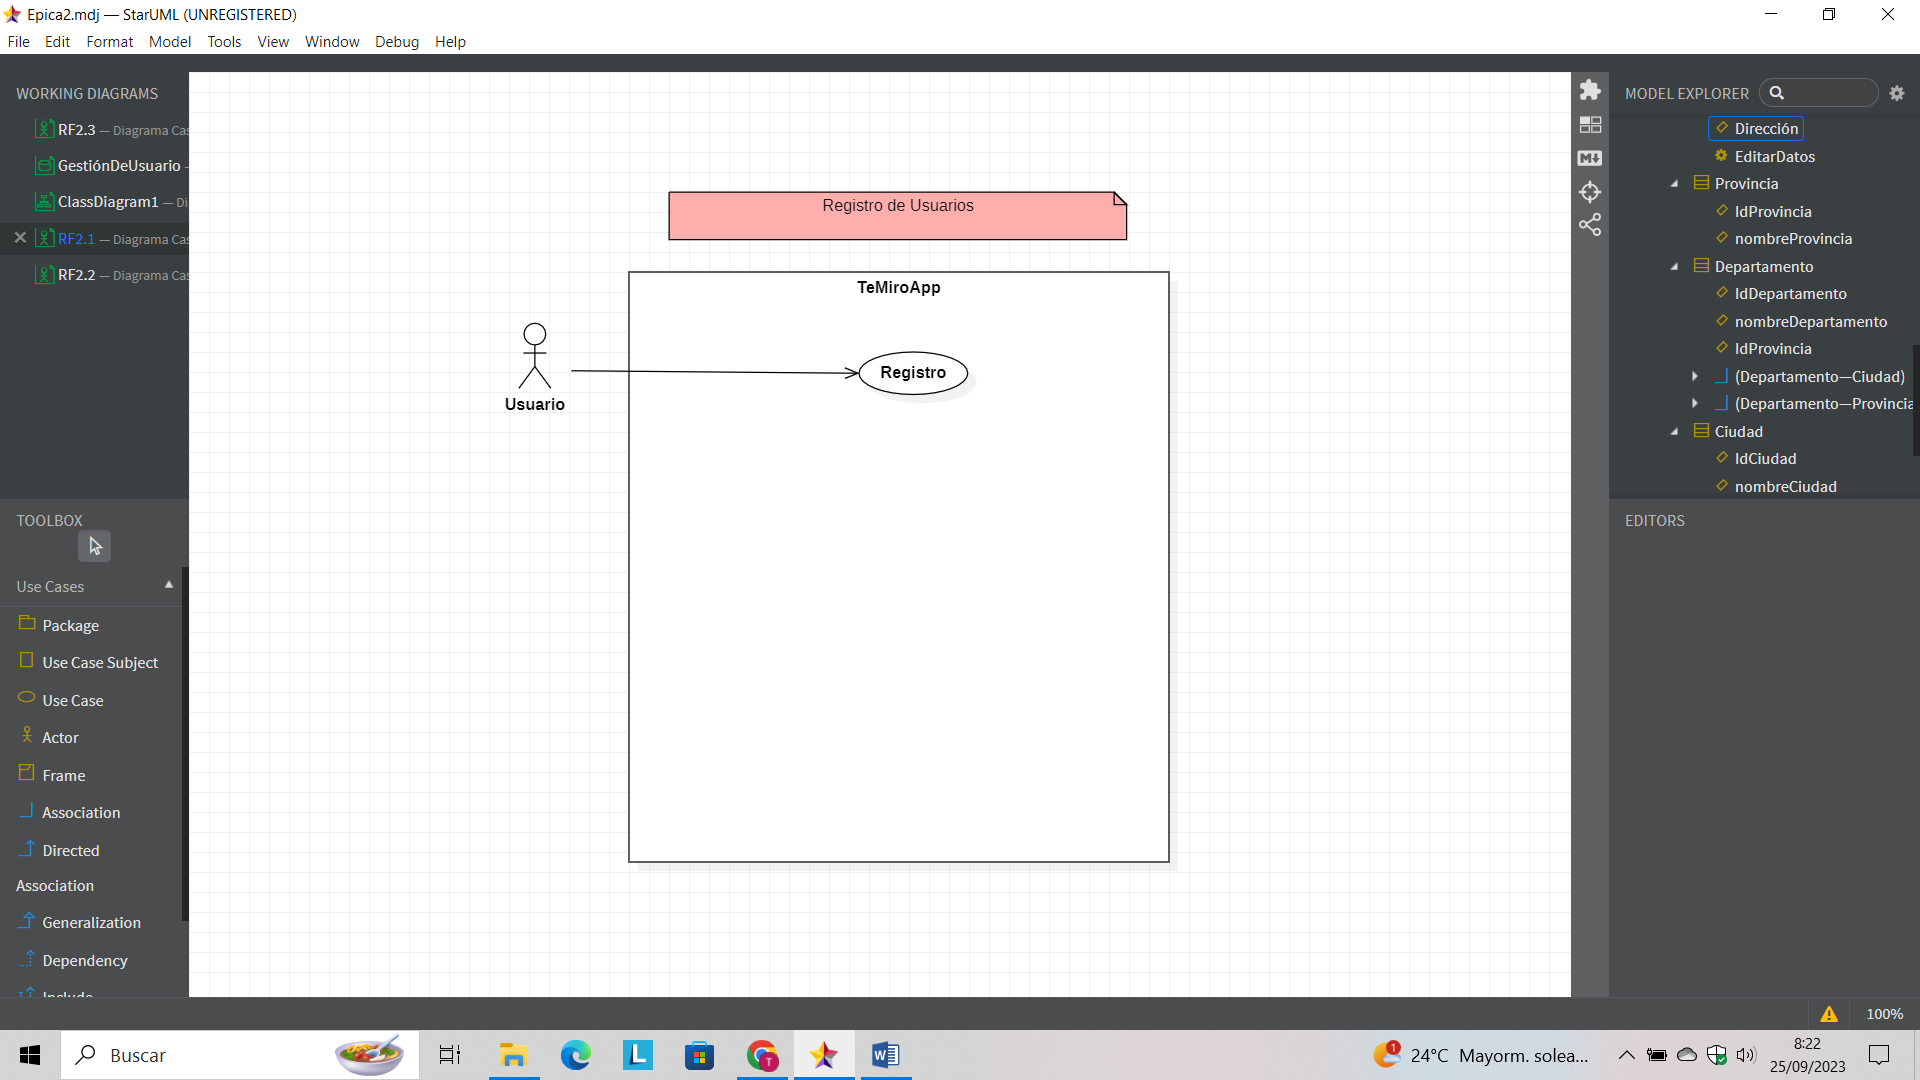 Epica2.mdj — StarUML (UNREGISTERED)
File Edit Format Model Tools View Window Debug Help
WORKING DIAGRAMS
RF2.3 — Diagrama Cas
GestiónDeUsuario —
ClassDiagram1 — Di
RF2.1 — Diagrama Cas
RF2.2 — Diagrama Cas
TOOLBOX
Use Cases
Package
Use Case Subject
Use Case
Actor
Frame
Association
Directed
Association
Generalization
Dependency
Include
Registro de Usuarios
TeMiroApp
Registro
Usuario
M↓
MODEL EXPLORER
Dirección
EditarDatos
Provincia
IdProvincia
nombreProvincia
Departamento
IdDepartamento
nombreDepartamento
IdProvincia
(Departamento—Ciudad)
(Departamento—Provincia
Ciudad
IdCiudad
nombreCiudad
EDITORS
100%
Buscar
L
T
W
1
24°C Mayorm. solea...
8:22
25/09/2023